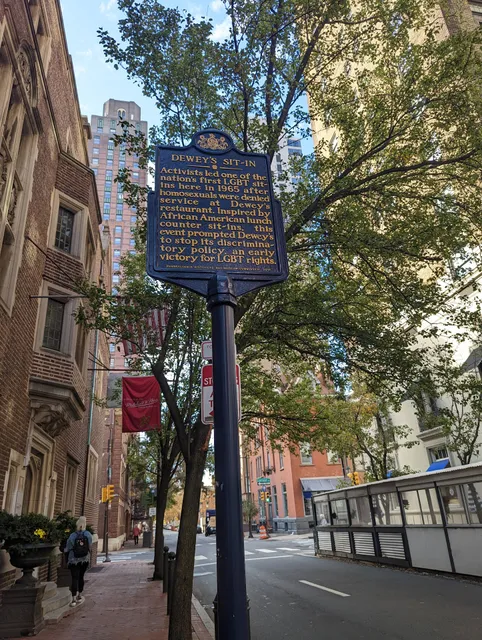 DEWEY'S SIT-IN
Activists led one of the
nation's first LGBT sit-
ins here in 1965 after
homosexuals were denied
service at Dewey's
restaurant. Inspired by
African American lunch
counter sit-ins, this
event prompted Dewey's
to stop its discrimina-
tory policy, an early
victory for LGBT rights.